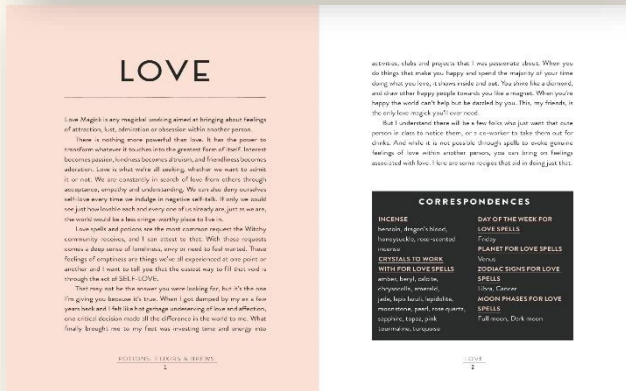 LOVE
Love Magick is any magickal working aimed at bringing about feelings
of attraction, lust, admiration or obsession within another person.
There is nothing more powerful than love. It has the power to
transform whatever it touches into the greatest form of itself. Interest
becomes passion, kindness becomes altruism, and friendliness becomes
adoration. Love is what we're all seeking, whether we want to admit
it or not. We are constantly in search of love from others through
acceptance, empathy and understanding. We can also deny ourselves
self-love every time we indulge in negative self-talk. If only we could
see just how lovable each and every one of us already are, just as we are,
the world would be a less cringe-worthy place to live in.
Love spells and potions are the most common request the Witchy
community receives, and I can attest to that. With these requests
comes a deep sense of loneliness, envy or need to feel wanted. These
feelings of emptiness are things we've all experienced at one point or
another and I want to tell you that the easiest way to fill that void is
through the act of SELF-LOVE.
That may not be the answer you were looking for, but it's the one
I'm giving you because it's true. When I got dumped by my ex a few
years back and I felt like hot garbage undeserving of love and affection,
one critical decision made all the difference in the world to me. What
finally brought me to my feet was investing time and energy into
POTIONS, ELIXIRS & BREWS
1
activities, clubs and projects that I was passionate about. When you
do things that make you happy and spend the majority of your time
doing what you love, it shows inside and out. You shine like a diamond,
and draw other happy people towards you like a magnet. When you're
happy the world can't help but be dazzled by you. This, my friends, is
the only love magick you'll ever need.
But I understand there will be a few folks who just want that cute
person in class to notice them, or a co-worker to take them out for
drinks. And while it is not possible through spells to evoke genuine
feelings of love within another person, you can bring on feelings
associated with love. Here are some recipes that aid in doing just that.
CORRESPONDENCES
INCENSE
benzoin, dragon's blood,
honeysuckle, rose-scented
incense
CRYSTALS TO WORK
WITH FOR LOVE SPELLS
amber, beryl, calcite,
chrysocolla, emerald,
jade, lapis lazuli, lepidolite,
moonstone, pearl, rose quartz,
sapphire, topaz, pink
tourmaline, turquoise
DAY OF THE WEEK FOR
LOVE SPELLS
Friday
PLANET FOR LOVE SPELLS
Venus
ZODIAC SIGNS FOR LOVE
SPELLS
Libra, Cancer
MOON PHASES FOR LOVE
SPELLS
Full moon, Dark moon
LOVE
2